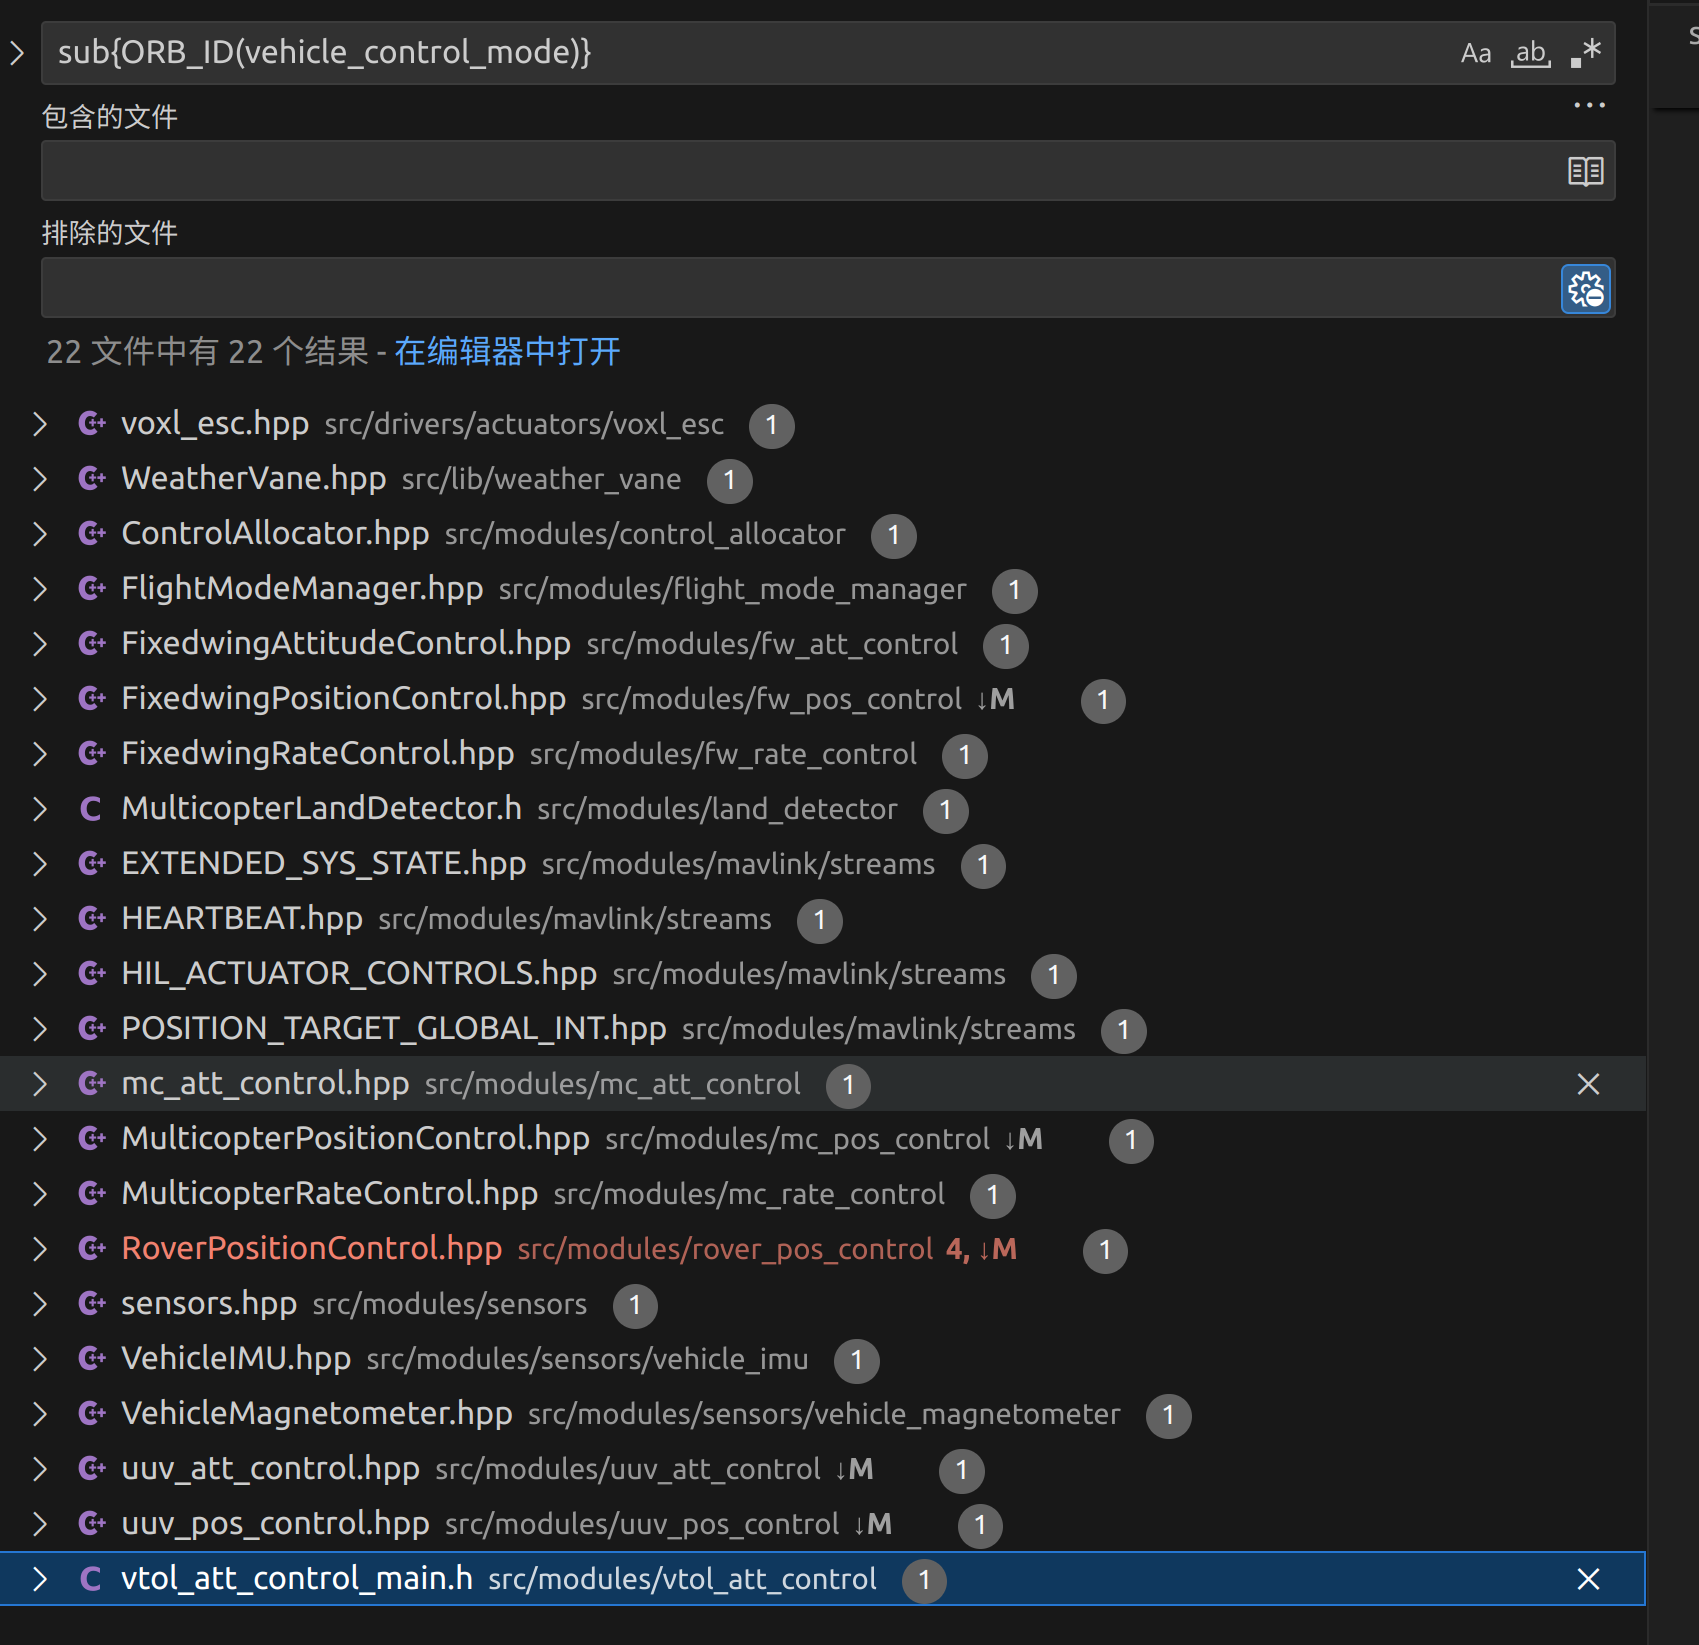 sub{ORB_ID(vehicle_control_mode)} Aa ab .*
包含的文件 ...
排除的文件
22 文件中有 22 个结果 - 在编辑器中打开
voxl_esc.hpp src/drivers/actuators/voxl_esc 1
WeatherVane.hpp src/lib/weather_vane 1
ControlAllocator.hpp src/modules/control_allocator 1
FlightModeManager.hpp src/modules/flight_mode_manager 1
FixedwingAttitudeControl.hpp src/modules/fw_att_control 1
FixedwingPositionControl.hpp src/modules/fw_pos_control ↓M 1
FixedwingRateControl.hpp src/modules/fw_rate_control 1
C MulticopterLandDetector.h src/modules/land_detector 1
EXTENDED_SYS_STATE.hpp src/modules/mavlink/streams 1
HEARTBEAT.hpp src/modules/mavlink/streams 1
HIL_ACTUATOR_CONTROLS.hpp src/modules/mavlink/streams 1
POSITION_TARGET_GLOBAL_INT.hpp src/modules/mavlink/streams 1
mc_att_control.hpp src/modules/mc_att_control 1
MulticopterPositionControl.hpp src/modules/mc_pos_control ↓M 1
MulticopterRateControl.hpp src/modules/mc_rate_control 1
RoverPositionControl.hpp src/modules/rover_pos_control 4, ↓M 1
sensors.hpp src/modules/sensors 1
VehicleIMU.hpp src/modules/sensors/vehicle_imu 1
VehicleMagnetometer.hpp src/modules/sensors/vehicle_magnetometer 1
uuv_att_control.hpp src/modules/uuv_att_control ↓M 1
uuv_pos_control.hpp src/modules/uuv_pos_control ↓M 1
C vtol_att_control_main.h src/modules/vtol_att_control 1